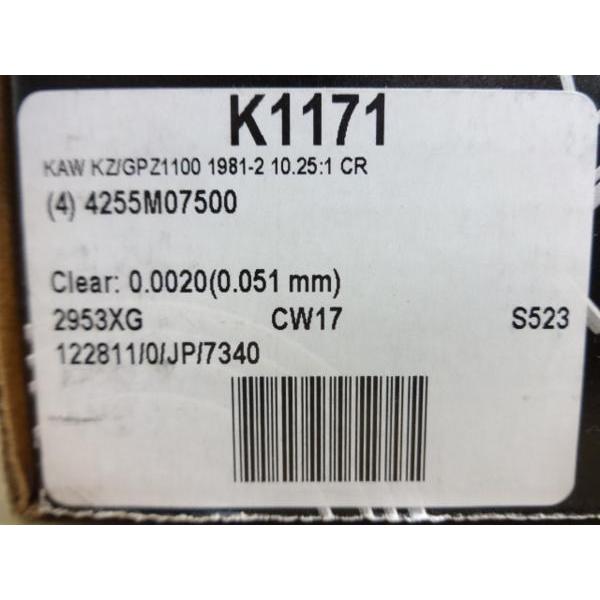 K1171
KAW KZ/GPZ1100 1981-2 10.25:1 CR
(4) 4255M07500
Clear: 0.0020(0.051 mm)
2953XG CW17 S523
122811/0/JP/7340